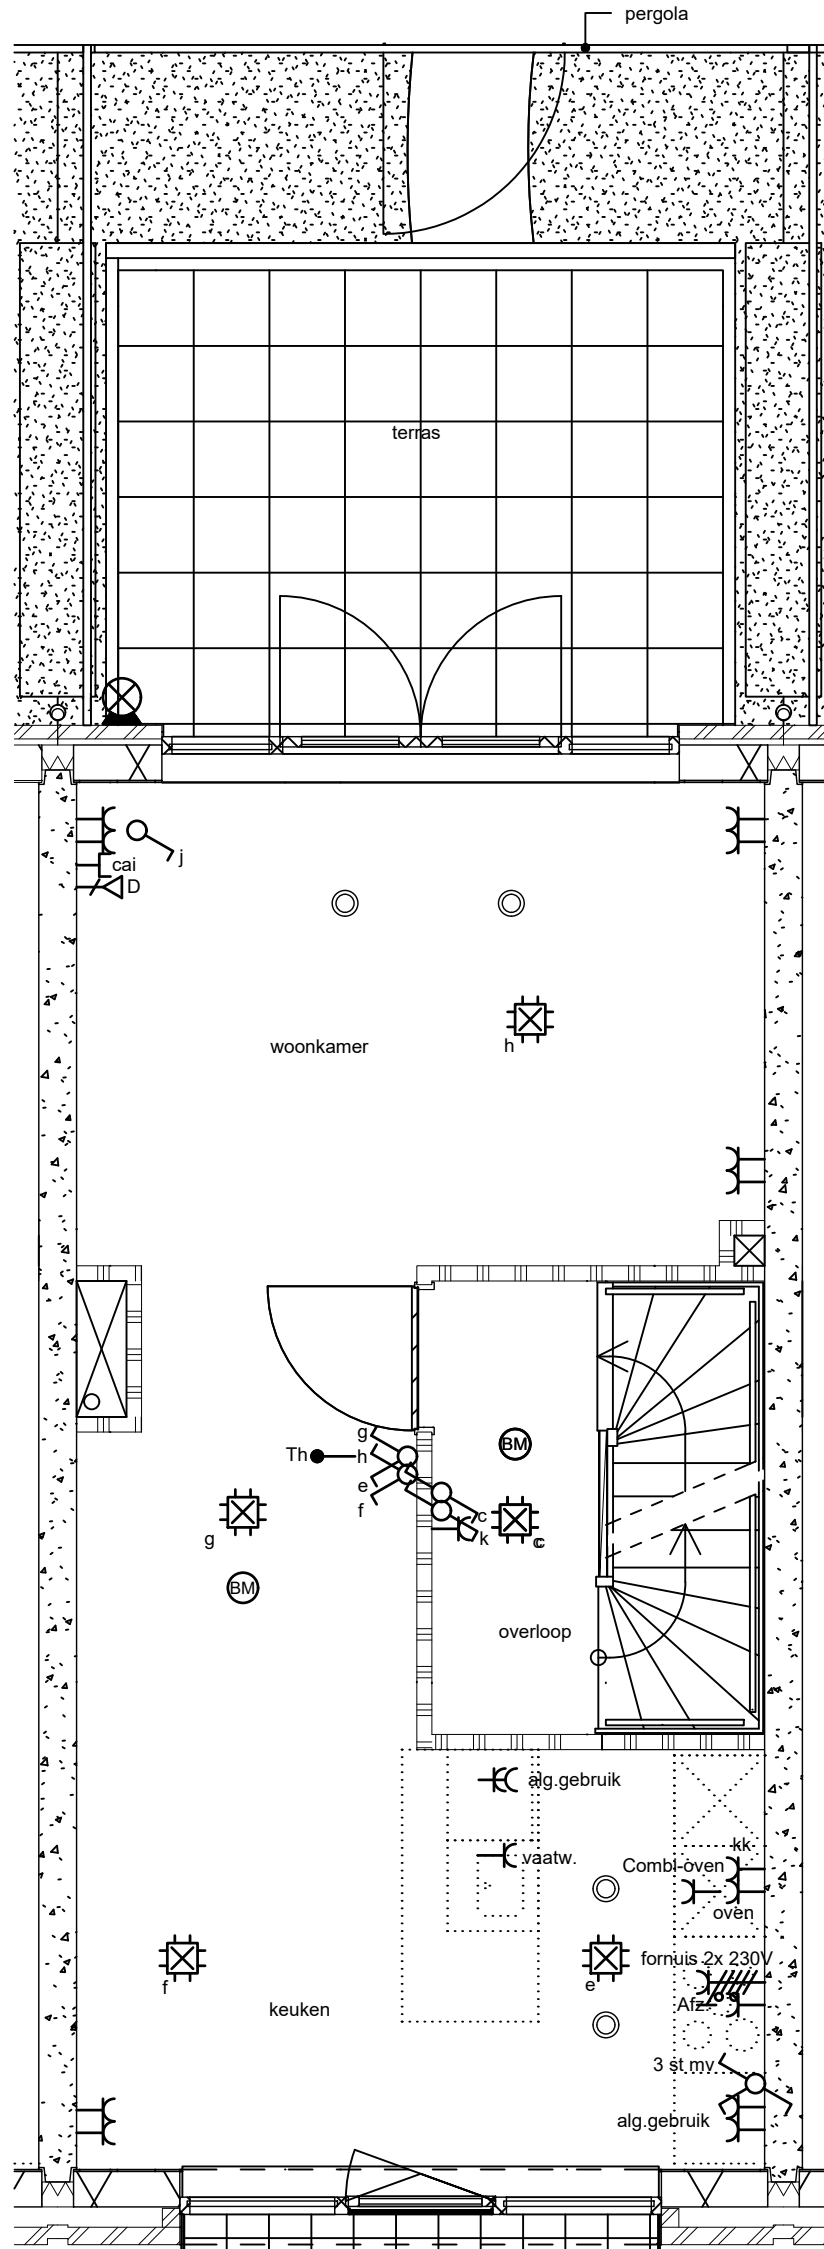 pergola
terras
j
cai
D
h
woonkamer
g
Th
h
BM
e
f
c
k
g
c
BM
overloop
alg.gebruik
kk
vaatw.
Combi-oven
oven
fornuis 2x 230V
f
e
Afz.
keuken
3 st mv
alg.gebruik